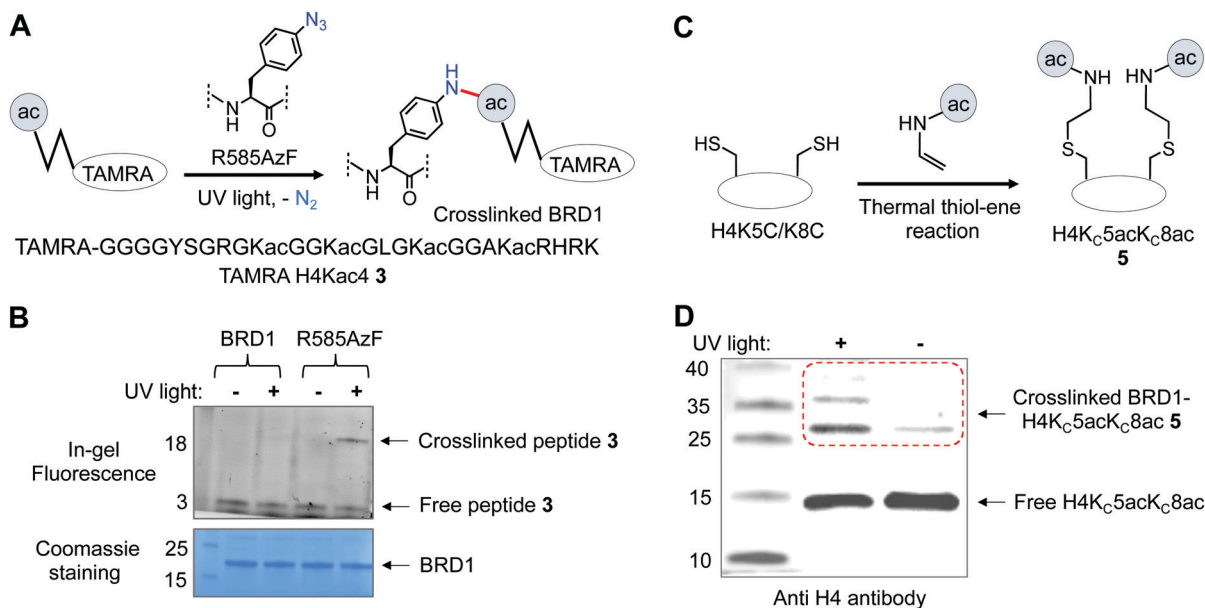 A
N3
ac
TAMRA
N
H
O
R585AzF
UV light, - N2
H
N
ac
TAMRA
N
H
O
Crosslinked BRD1
TAMRA-GGGGYSGRGKacGGKacGLGKacGGAKacRHRK
TAMRA H4Kac4 3
B
BRD1 R585AzF
UV light: - + - +
In-gel
Fluorescence
18
3
Crosslinked peptide 3
Free peptide 3
Coomassie
staining
25
15
BRD1
C
HS SH
H4K5C/K8C
ac
HN
Thermal thiol-ene
reaction
ac ac
NH HN
S S
H4KC5acKC8ac
5
D
UV light: + -
40
35
25
15
10
Crosslinked BRD1-
H4KC5acKC8ac 5
Free H4KC5acKC8ac
Anti H4 antibody